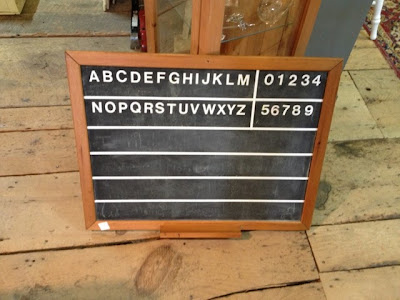 ABCDEFGHIJKLM 01234
NOPQRSTUVWXYZ 56789